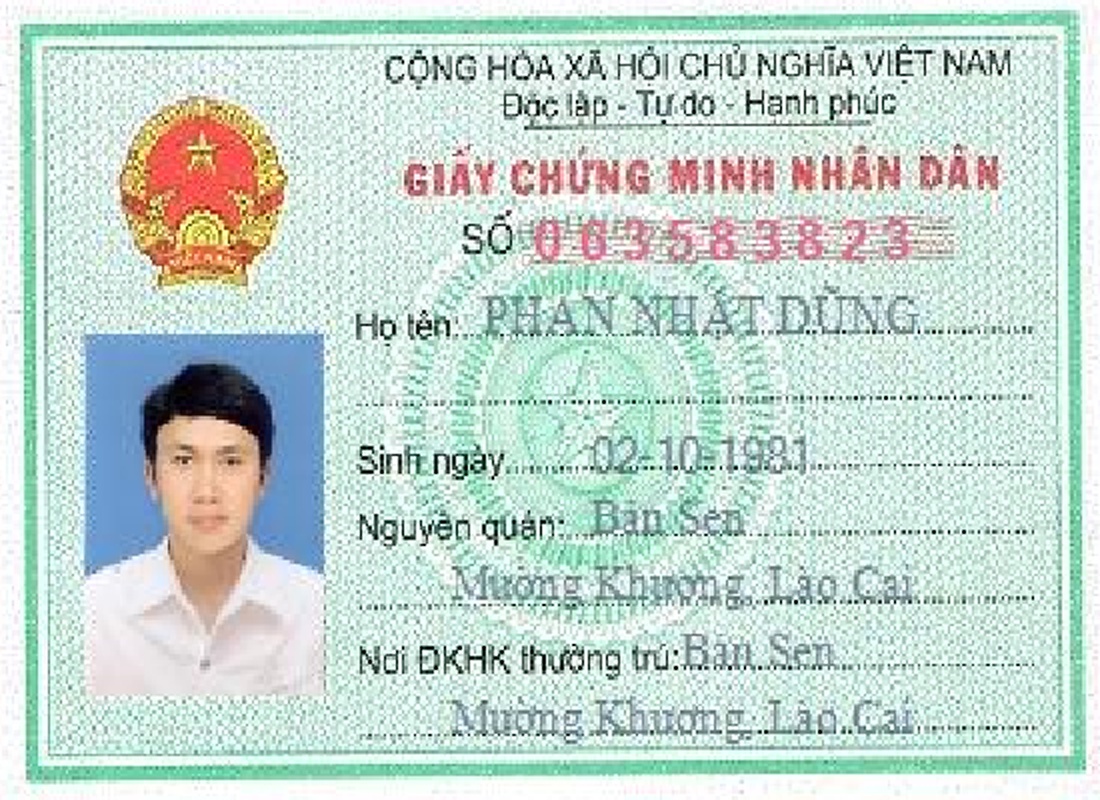 CỘNG HÒA XÃ HỘI CHỦ NGHĨA VIỆT NAM
Độc lập - Tự do - Hạnh phúc
GIẤY CHỨNG MINH NHÂN DÂN
SỐ 063583823
Họ tên: PHAN NHẬT DŨNG
Sinh ngày 02-10-1981
Nguyên quán: Bản Sen
Mường Khương, Lào Cai
Nơi ĐKHK thường trú: Bản Sen
Mường Khương, Lào Cai